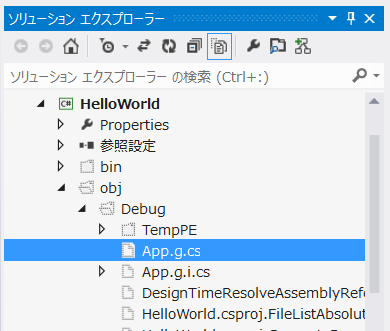 ソリューション エクスプローラー
ソリューション エクスプローラー の検索 (Ctrl+:)
C# HelloWorld
Properties
参照設定
bin
obj
Debug
TempPE
App.g.cs
App.g.i.cs
DesignTimeResolveAssemblyRefe
HelloWorld.csproj.FileListAbsolut